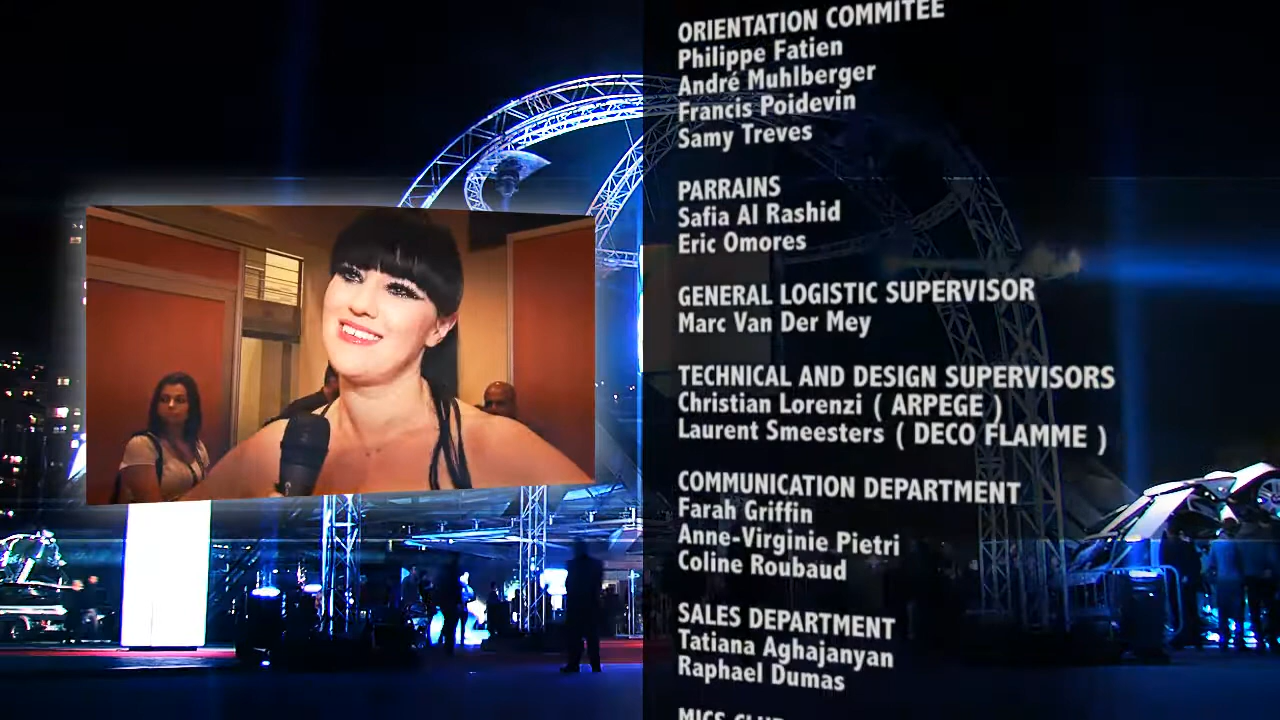 ORIENTATION COMMITEE
Philippe Fatien
André Muhlberger
Francis Poidevin
Samy Treves
PARRAINS
Safia Al Rashid
Eric Omores
GENERAL LOGISTIC SUPERVISOR
Marc Van Der Mey
TECHNICAL AND DESIGN SUPERVISORS
Christian Lorenzi ( ARPEGE )
Laurent Smeesters ( DECO FLAMME )
COMMUNICATION DEPARTMENT
Farah Griffin
Anne-Virginie Pietri
Coline Roubaud
SALES DEPARTMENT
Tatiana Aghajanyan
Raphael Dumas